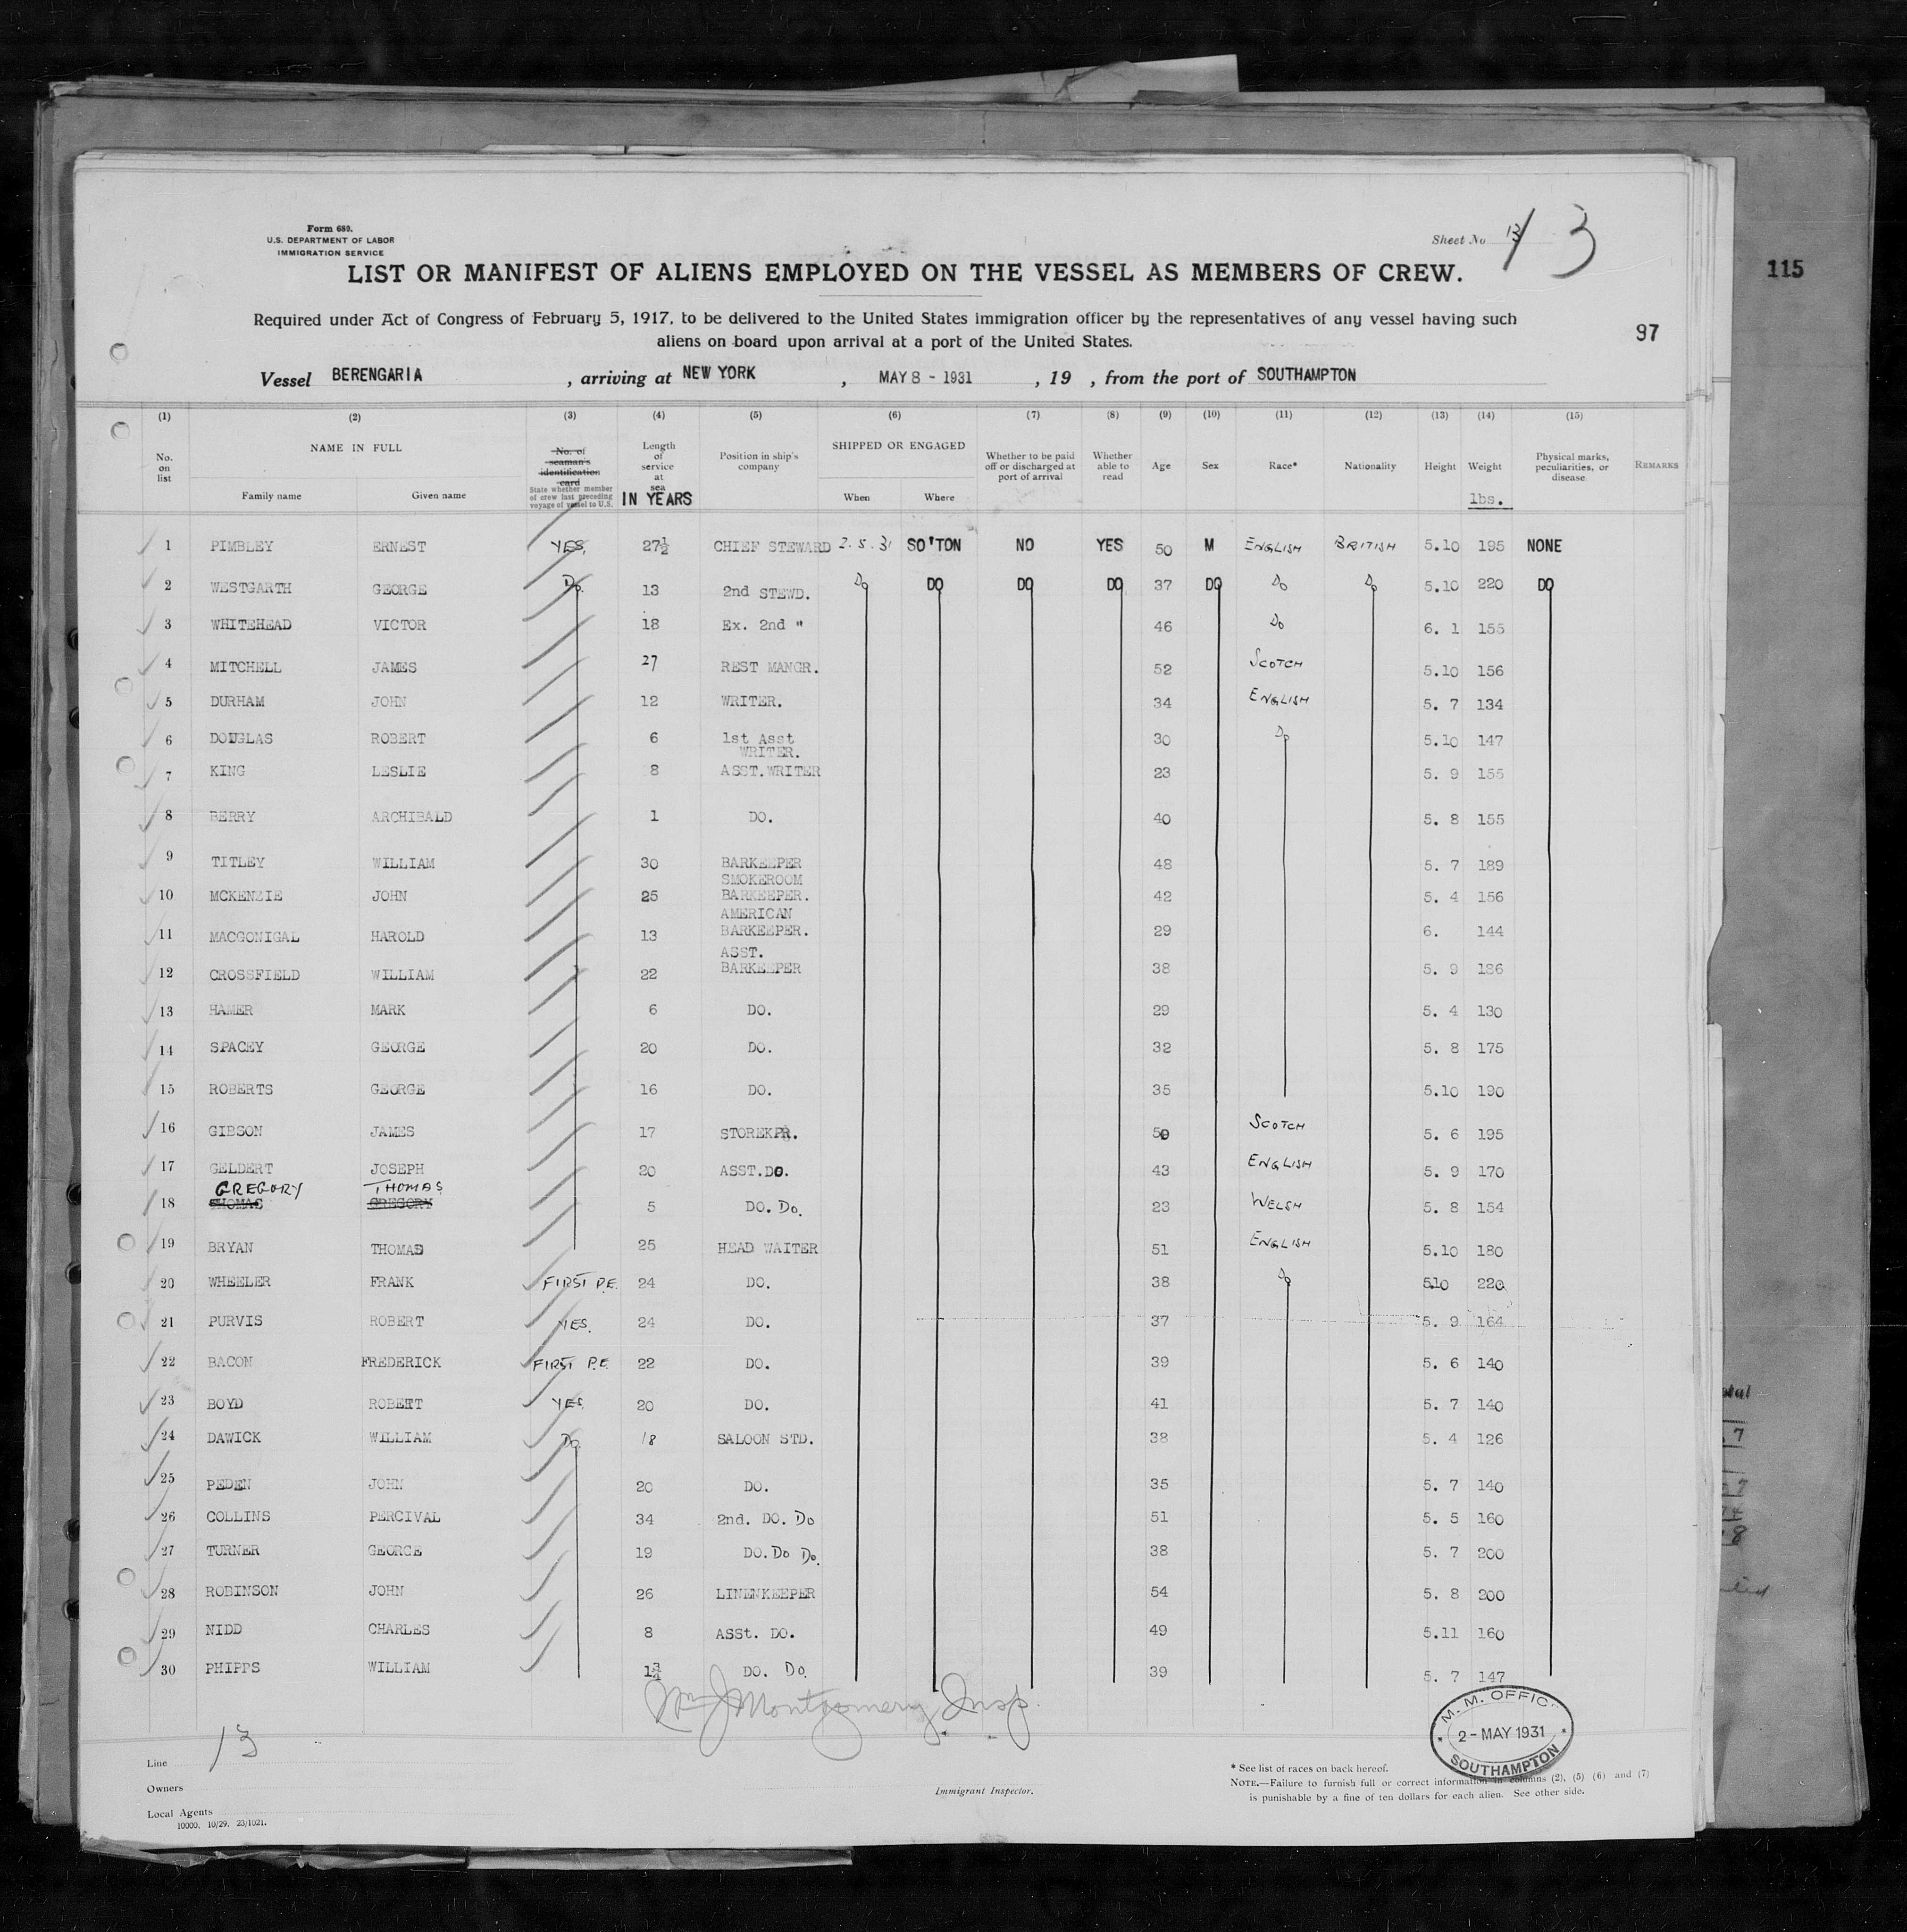 Form 680.
U.S. DEPARTMENT OF LABOR
IMMIGRATION SERVICE
Sheet No 13
13
LIST OR MANIFEST OF ALIENS EMPLOYED ON THE VESSEL AS MEMBERS OF CREW.
115
Required under Act of Congress of February 5, 1917, to be delivered to the United States immigration officer by the representatives of any vessel having such
aliens on board upon arrival at a port of the United States.
97
Vessel BERENGARIA , arriving at NEW YORK , MAY 8 - 1931 , 19 , from the port of SOUTHAMPTON
(1) (2) (3) (4) (5) (6) (7) (8) (9) (10) (11) (12) (13) (14) (15)
No. on list NAME IN FULL Family name Given name No. of seaman's identification card State whether member of crew last preceding voyage of vessel to U.S. Length of service at sea IN YEARS Position in ship's company SHIPPED OR ENGAGED When Where Whether to be paid off or discharged at port of arrival Whether able to read Age Sex Race* Nationality Height Weight lbs. Physical marks, peculiarities, or disease REMARKS
1 PIMBLEY ERNEST YES, 27½ CHIEF STEWARD 2.5.31 SO'TON NO YES 50 M ENGLISH BRITISH 5.10 195 NONE
2 WESTGARTH GEORGE Do. 13 2nd STEWD. Do DO DO DO 37 DO Do Do 5.10 220 DO
3 WHITEHEAD VICTOR 18 Ex. 2nd " 46 Do 6. 1 155
4 MITCHELL JAMES 27 REST MANGR. 52 SCOTCH 5.10 156
5 DURHAM JOHN 12 WRITER. 34 ENGLISH 5. 7 134
6 DOUGLAS ROBERT 6 1st Asst WRITER. 30 Do 5.10 147
7 KING LESLIE 8 ASST.WRITER 23 5. 9 155
8 BERRY ARCHIBALD 1 DO. 40 5. 8 155
9 TITLEY WILLIAM 30 BARKEEPER 48 5. 7 189
SMOKEROOM
10 MCKENZIE JOHN 25 BARKEEPER. 42 5. 4 156
AMERICAN
11 MACGONIGAL HAROLD 13 BARKEEPER. 29 6. 144
ASST.
12 CROSSFIELD WILLIAM 22 BARKEEPER 38 5. 9 186
13 HAMER MARK 6 DO. 29 5. 4 130
14 SPACEY GEORGE 20 DO. 32 5. 8 175
15 ROBERTS GEORGE 16 DO. 35 5.10 190
16 GIBSON JAMES 17 STOREKPR. 50 SCOTCH 5. 6 195
17 GELDERT JOSEPH 20 ASST.DO. 43 ENGLISH 5. 9 170
GREGORY THOMAS
18 THOMAS GREGORY 5 DO. Do. 23 WELSH 5. 8 154
19 BRYAN THOMAS 25 HEAD WAITER 51 ENGLISH 5.10 180
20 WHEELER FRANK FIRST P.E. 24 DO. 38 Do 5.10 220
21 PURVIS ROBERT YES. 24 DO. 37 5. 9 164
22 BACON FREDERICK FIRST P.E. 22 DO. 39 5. 6 140
23 BOYD ROBERT YES 20 DO. 41 5. 7 140
24 DAWICK WILLIAM Do. 18 SALOON STD. 38 5. 4 126
25 PEDEN JOHN 20 DO. 35 5. 7 140
26 COLLINS PERCIVAL 34 2nd. DO. Do 51 5. 5 160
27 TURNER GEORGE 19 DO. Do Do. 38 5. 7 200
28 ROBINSON JOHN 26 LINENKEEPER 54 5. 8 200
29 NIDD CHARLES 8 ASSt. DO. 49 5.11 160
30 PHIPPS WILLIAM 1¾ DO. Do. 39 5. 7 147
Wm J Montgomery Insp.
M. M. OFFIC.
2 - MAY 1931
SOUTHAMPTON
13
Line
Owners
Local Agents
10000, 10/29, 23/1021.
Immigrant Inspector.
* See list of races on back hereof.
NOTE.—Failure to furnish full or correct information in columns (2), (5) (6) and (7)
is punishable by a fine of ten dollars for each alien. See other side.